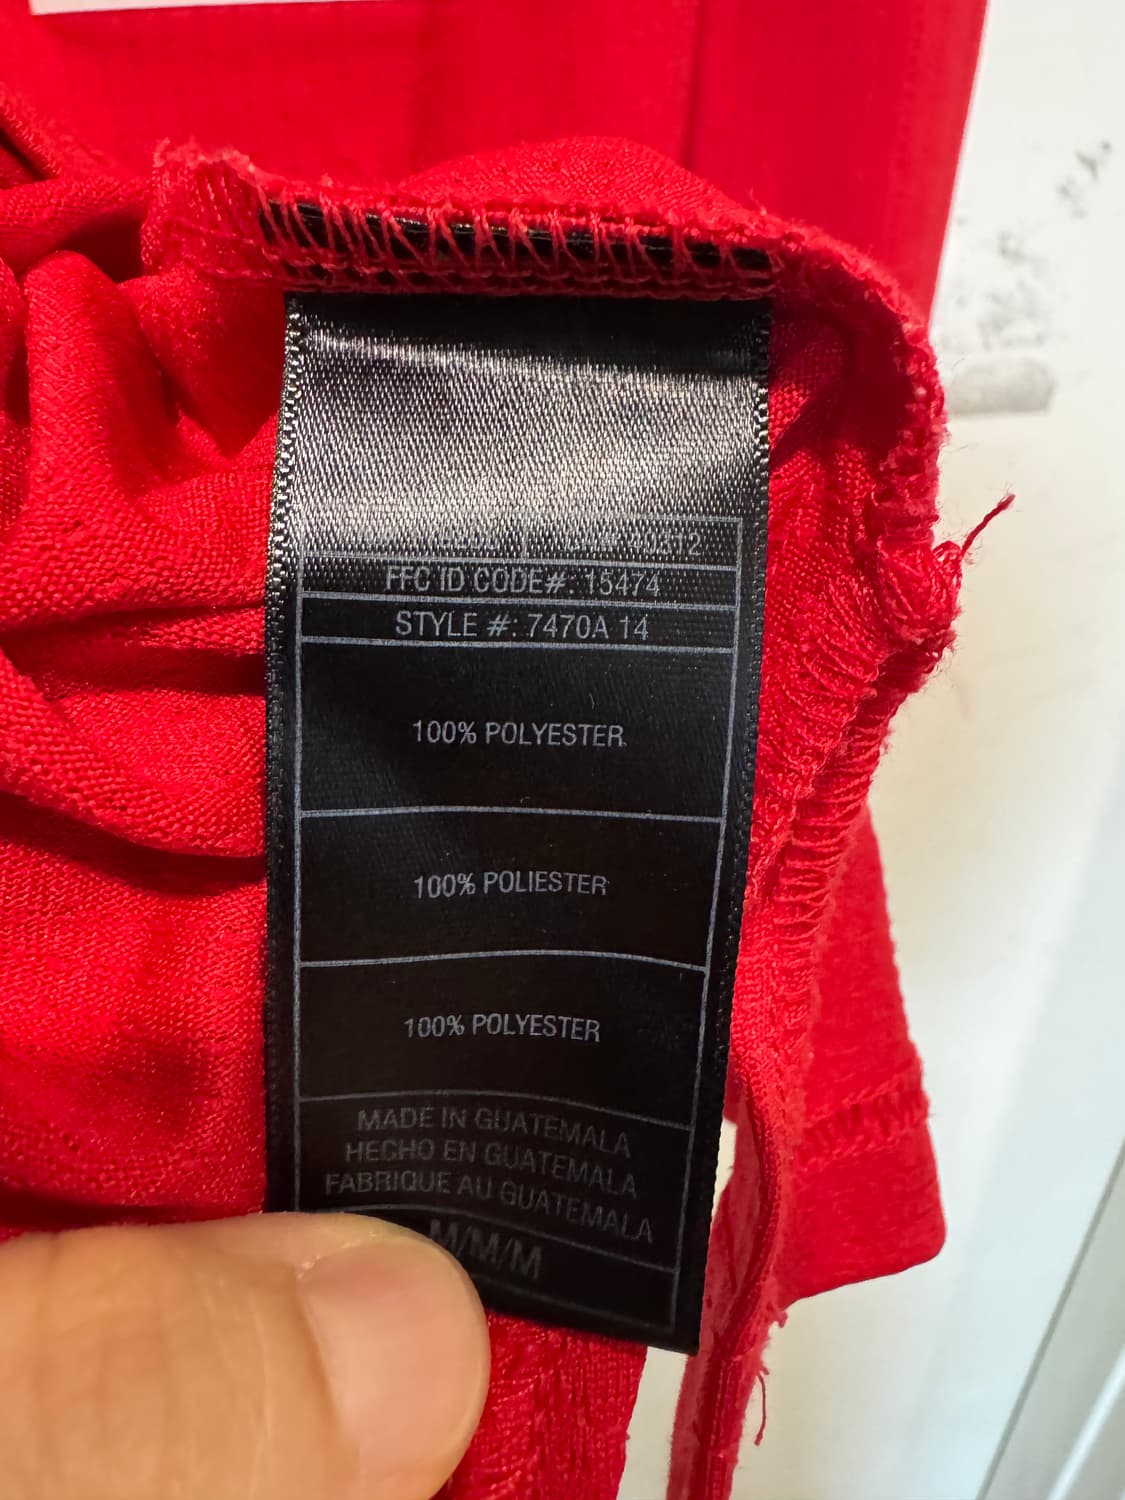 FFC ID CODE#: 15474
STYLE #: 7470A 14
100% POLYESTER
100% POLIESTER
100% POLYESTER
MADE IN GUATEMALA
HECHO EN GUATEMALA
FABRIQUE AU GUATEMALA
M/M/M